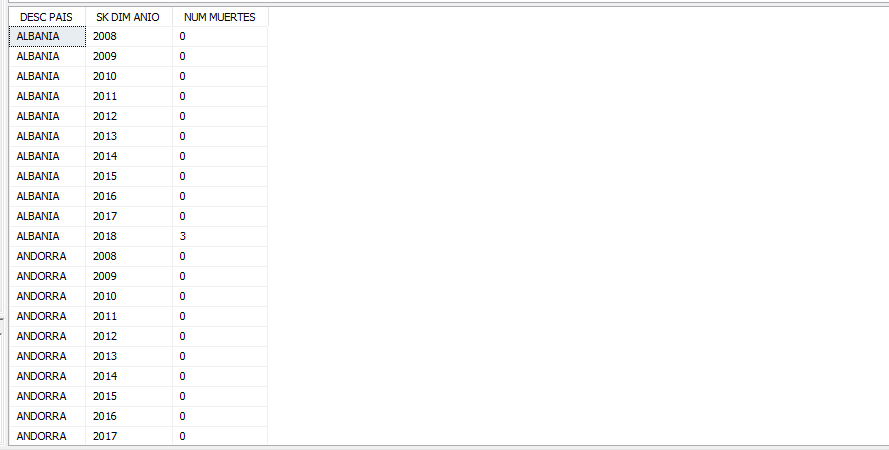 DESC PAIS SK DIM ANIO NUM MUERTES
ALBANIA 2008 0
ALBANIA 2009 0
ALBANIA 2010 0
ALBANIA 2011 0
ALBANIA 2012 0
ALBANIA 2013 0
ALBANIA 2014 0
ALBANIA 2015 0
ALBANIA 2016 0
ALBANIA 2017 0
ALBANIA 2018 3
ANDORRA 2008 0
ANDORRA 2009 0
ANDORRA 2010 0
ANDORRA 2011 0
ANDORRA 2012 0
ANDORRA 2013 0
ANDORRA 2014 0
ANDORRA 2015 0
ANDORRA 2016 0
ANDORRA 2017 0